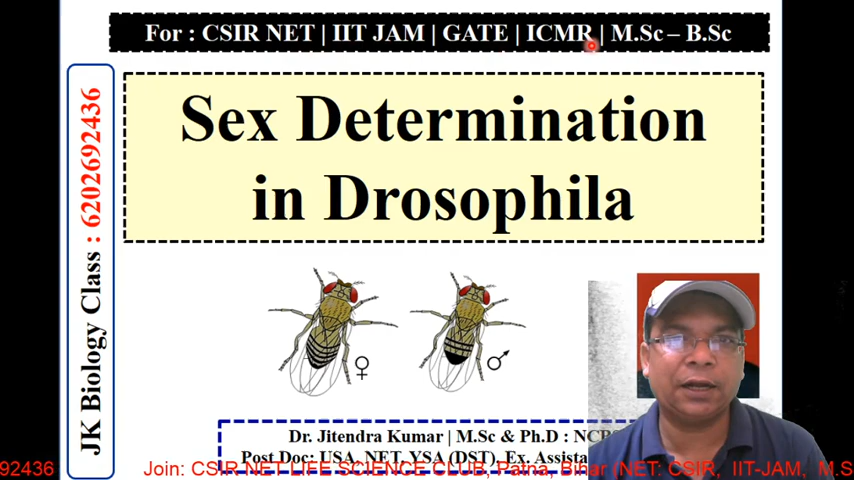 For : CSIR NET | IIT JAM | GATE | ICMR | M.Sc – B.Sc
Sex Determination
in Drosophila
JK Biology Class : 6202692436
♀
♂
Dr. Jitendra Kumar | M.Sc & Ph.D :
Post Doc: USA, NET, YSA (DST), Ex.
92436 Join: CSIR NET LIFE SCIENCE CLUB, Patna, Bihar (NET: CSIR, IIT-JAM, M.S